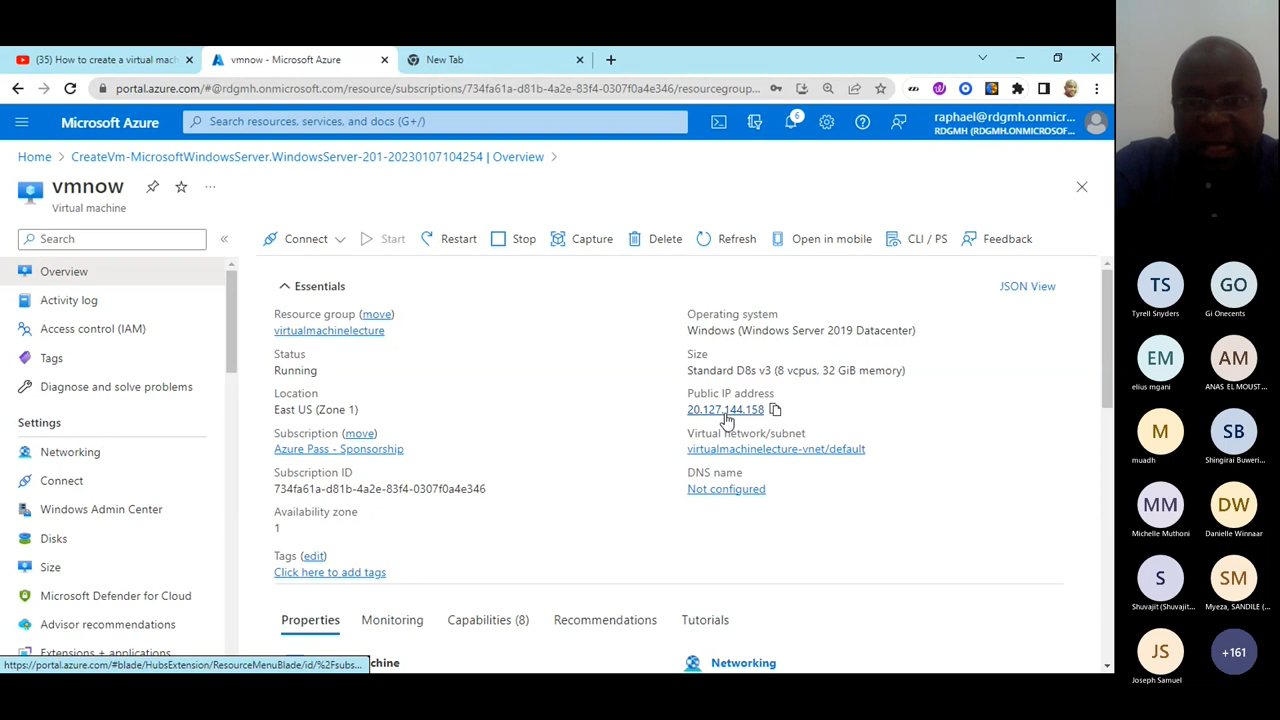 (35) How to create a virtual mach
vmnow - Microsoft Azure
New Tab
portal.azure.com/#@rdgmh.onmicrosoft.com/resource/subscriptions/734fa61a-d81b-4a2e-83f4-0307f0a4e346/resourcegroup...
Microsoft Azure
Search resources, services, and docs (G+/)
6
raphael@rdgmh.onmicr...
RDGMH (RDGMH.ONMICROSOF...
Home > CreateVm-MicrosoftWindowsServer.WindowsServer-201-20230107104254 | Overview >
vmnow
Virtual machine
Search
Connect
Start
Restart
Stop
Capture
Delete
Refresh
Open in mobile
CLI / PS
Feedback
Overview
Activity log
Access control (IAM)
Tags
Diagnose and solve problems
Settings
Networking
Connect
Windows Admin Center
Disks
Size
Microsoft Defender for Cloud
Advisor recommendations
Extensions + applications
Essentials
JSON View
Resource group (move)
virtualmachinelecture
Status
Running
Location
East US (Zone 1)
Subscription (move)
Azure Pass - Sponsorship
Subscription ID
734fa61a-d81b-4a2e-83f4-0307f0a4e346
Availability zone
1
Tags (edit)
Click here to add tags
Operating system
Windows (Windows Server 2019 Datacenter)
Size
Standard D8s v3 (8 vcpus, 32 GiB memory)
Public IP address
20.127.144.158
Virtual network/subnet
virtualmachinelecture-vnet/default
DNS name
Not configured
Properties
Monitoring
Capabilities (8)
Recommendations
Tutorials
chine
Networking
https://portal.azure.com/#blade/HubsExtension/ResourceMenuBlade/id/%2Fsubs...
TS
GO
Tyrell Snyders
Gi Onecents
EM
AM
elius mgani
ANAS EL MOUST...
M
SB
muadh
Shingirai Buweri...
MM
DW
Michelle Muthoni
Danielle Winnaar
S
SM
Shuvajit (Shuvajit...
Myeza, SANDILE (...
JS
+161
Joseph Samuel